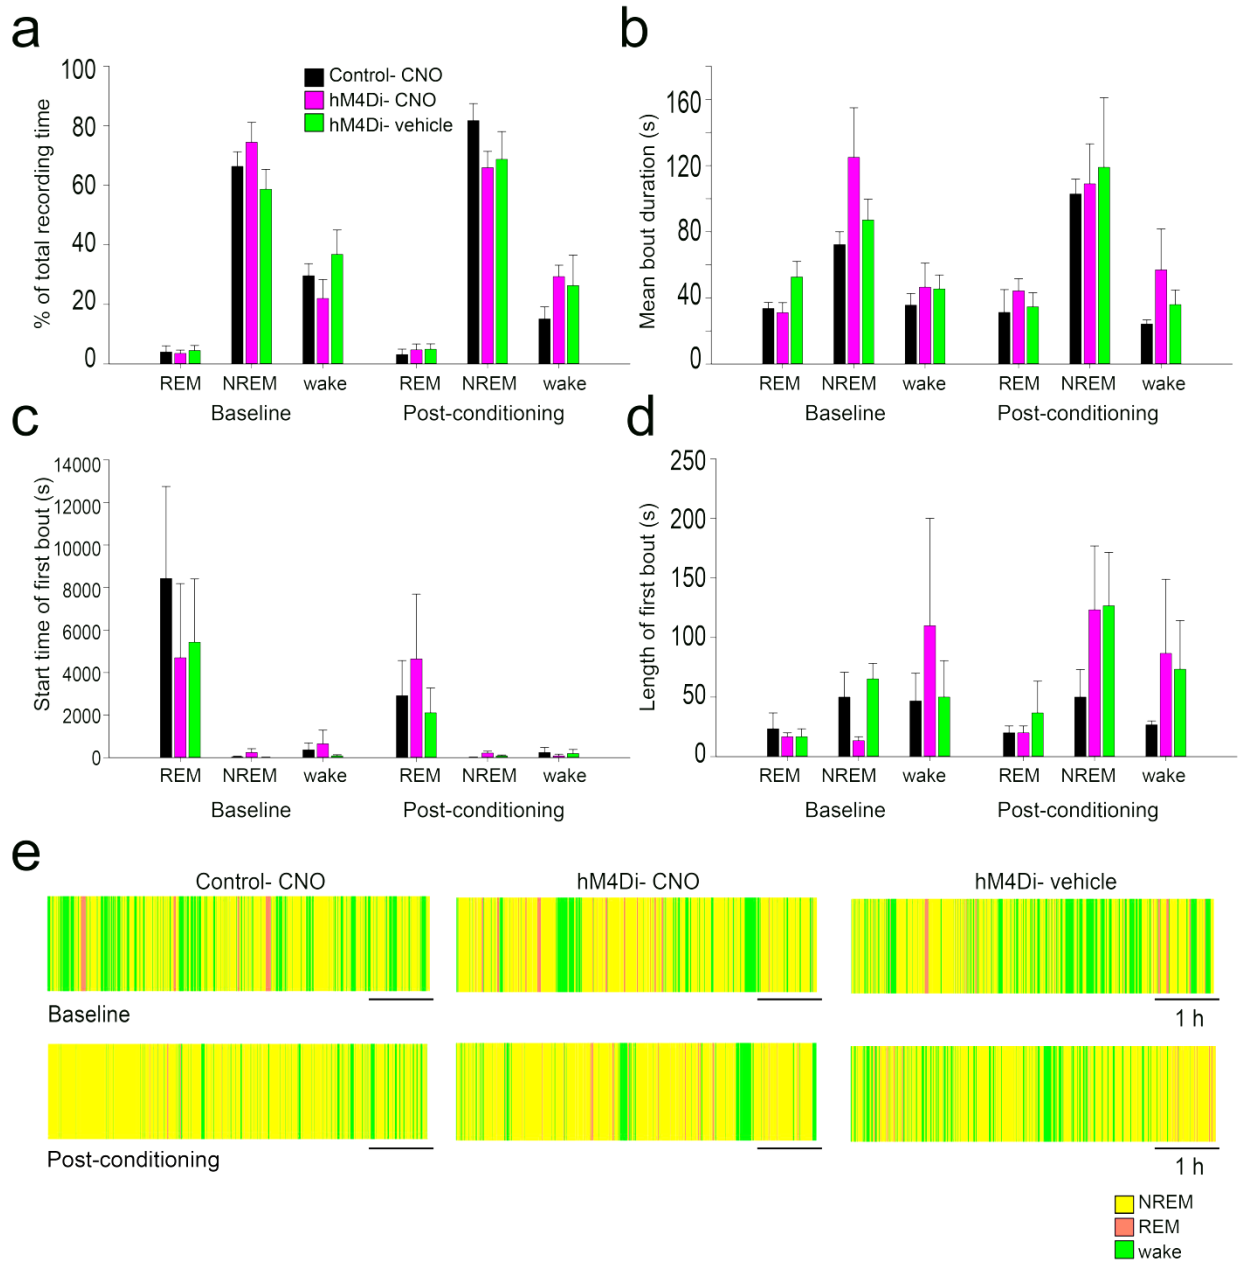 a
% of total recording time
100
80
60
40
20
0
Control- CNO
hM4Di- CNO
hM4Di- vehicle
REM NREM wake REM NREM wake
Baseline Post-conditioning
b
Mean bout duration (s)
160
120
80
40
0
REM NREM wake REM NREM wake
Baseline Post-conditioning
c
Start time of first bout (s)
14000
12000
10000
8000
6000
4000
2000
0
REM NREM wake REM NREM wake
Baseline Post-conditioning
d
Length of first bout (s)
250
200
150
100
50
0
REM NREM wake REM NREM wake
Baseline Post-conditioning
e
Control- CNO hM4Di- CNO hM4Di- vehicle
Baseline
1 h
Post-conditioning
1 h
NREM
REM
wake